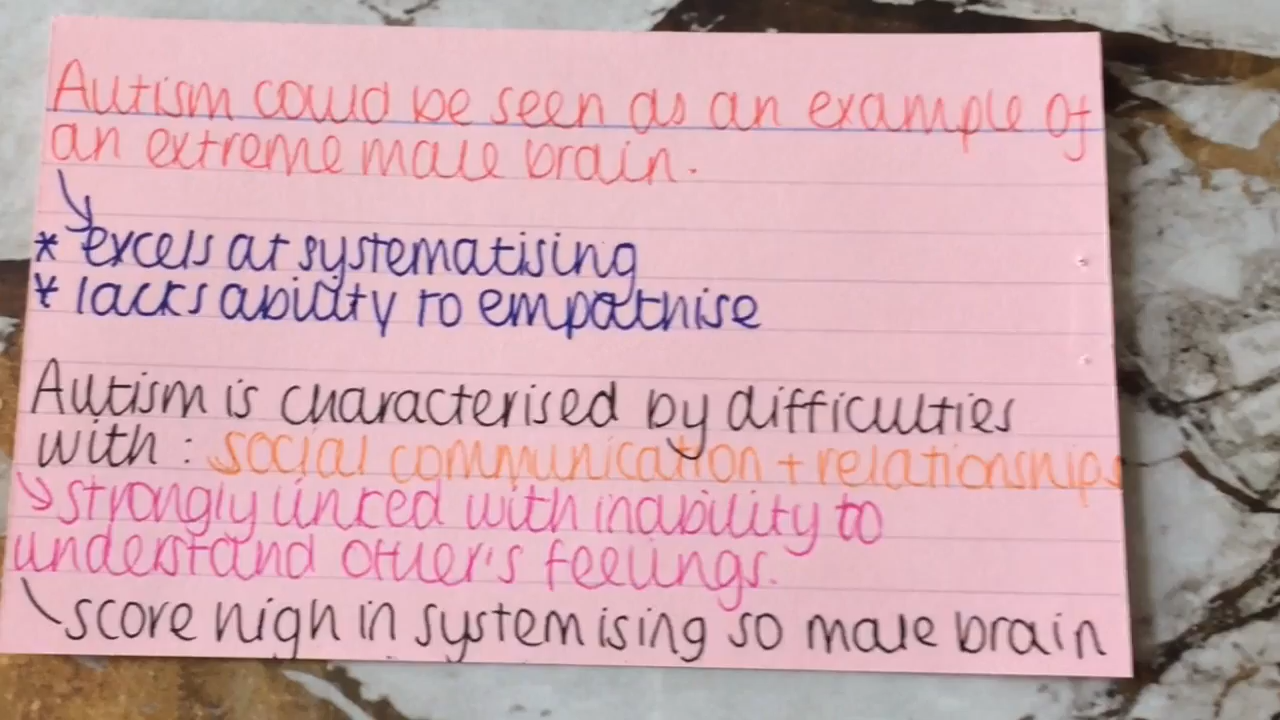 Autism could be seen as an example of
an extreme male brain.
* excels at systematising
* lacks ability to empathise
Autism is characterised by difficulties
with: social communication + relationships
strongly linked with inability to
understand other's feelings.
score high in systemising so male brain